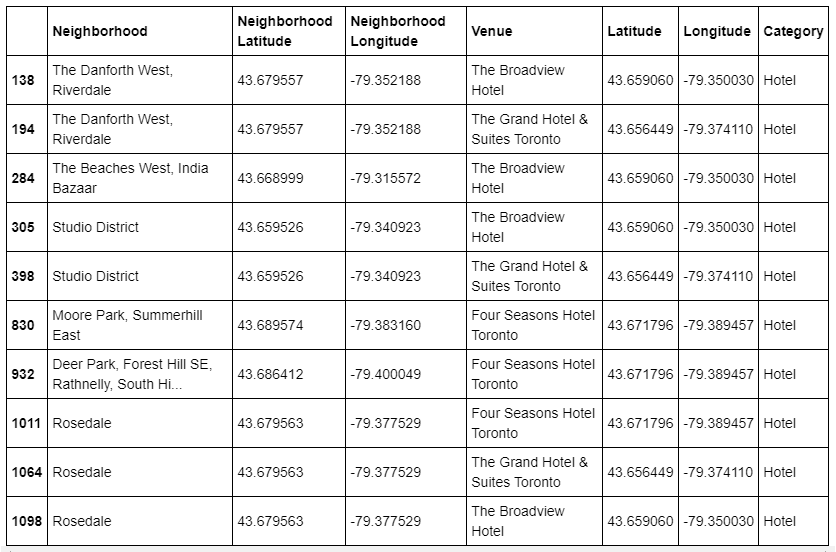 Neighborhood Neighborhood Latitude Neighborhood Longitude Venue Latitude Longitude Category
138 The Danforth West, Riverdale 43.679557 -79.352188 The Broadview Hotel 43.659060 -79.350030 Hotel
194 The Danforth West, Riverdale 43.679557 -79.352188 The Grand Hotel & Suites Toronto 43.656449 -79.374110 Hotel
284 The Beaches West, India Bazaar 43.668999 -79.315572 The Broadview Hotel 43.659060 -79.350030 Hotel
305 Studio District 43.659526 -79.340923 The Broadview Hotel 43.659060 -79.350030 Hotel
398 Studio District 43.659526 -79.340923 The Grand Hotel & Suites Toronto 43.656449 -79.374110 Hotel
830 Moore Park, Summerhill East 43.689574 -79.383160 Four Seasons Hotel Toronto 43.671796 -79.389457 Hotel
932 Deer Park, Forest Hill SE, Rathnelly, South Hi... 43.686412 -79.400049 Four Seasons Hotel Toronto 43.671796 -79.389457 Hotel
1011 Rosedale 43.679563 -79.377529 Four Seasons Hotel Toronto 43.671796 -79.389457 Hotel
1064 Rosedale 43.679563 -79.377529 The Grand Hotel & Suites Toronto 43.656449 -79.374110 Hotel
1098 Rosedale 43.679563 -79.377529 The Broadview Hotel 43.659060 -79.350030 Hotel